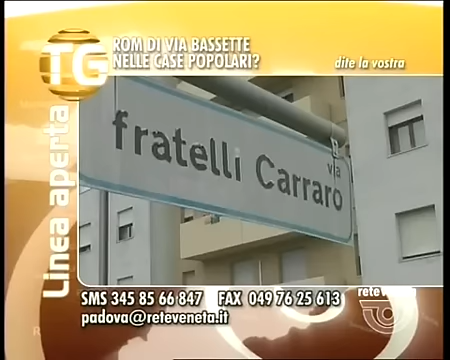 TG
ROM DI VIA BASSETTE
NELLE CASE POPOLARI?
dite la vostra
Linea aperta
via
fratelli Carraro
SMS 345 85 66 847 FAX 049 76 25 613
padova@reteveneta.it
reteveneta